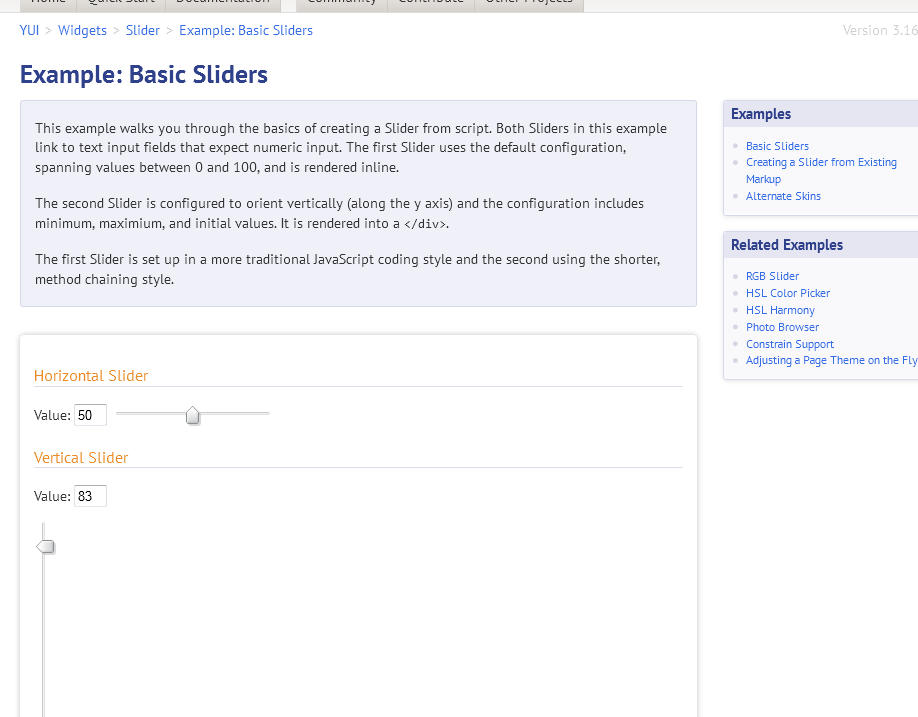 Home Quick Start Documentation Community Contribute Other Projects
YUI > Widgets > Slider > Example: Basic Sliders
Version 3.16
Example: Basic Sliders
This example walks you through the basics of creating a Slider from script. Both Sliders in this example
link to text input fields that expect numeric input. The first Slider uses the default configuration,
spanning values between 0 and 100, and is rendered inline.
The second Slider is configured to orient vertically (along the y axis) and the configuration includes
minimum, maximium, and initial values. It is rendered into a </div>.
The first Slider is set up in a more traditional JavaScript coding style and the second using the shorter,
method chaining style.
Horizontal Slider
Value: 50
Vertical Slider
Value: 83
Examples
Basic Sliders
Creating a Slider from Existing
Markup
Alternate Skins
Related Examples
RGB Slider
HSL Color Picker
HSL Harmony
Photo Browser
Constrain Support
Adjusting a Page Theme on the Fly